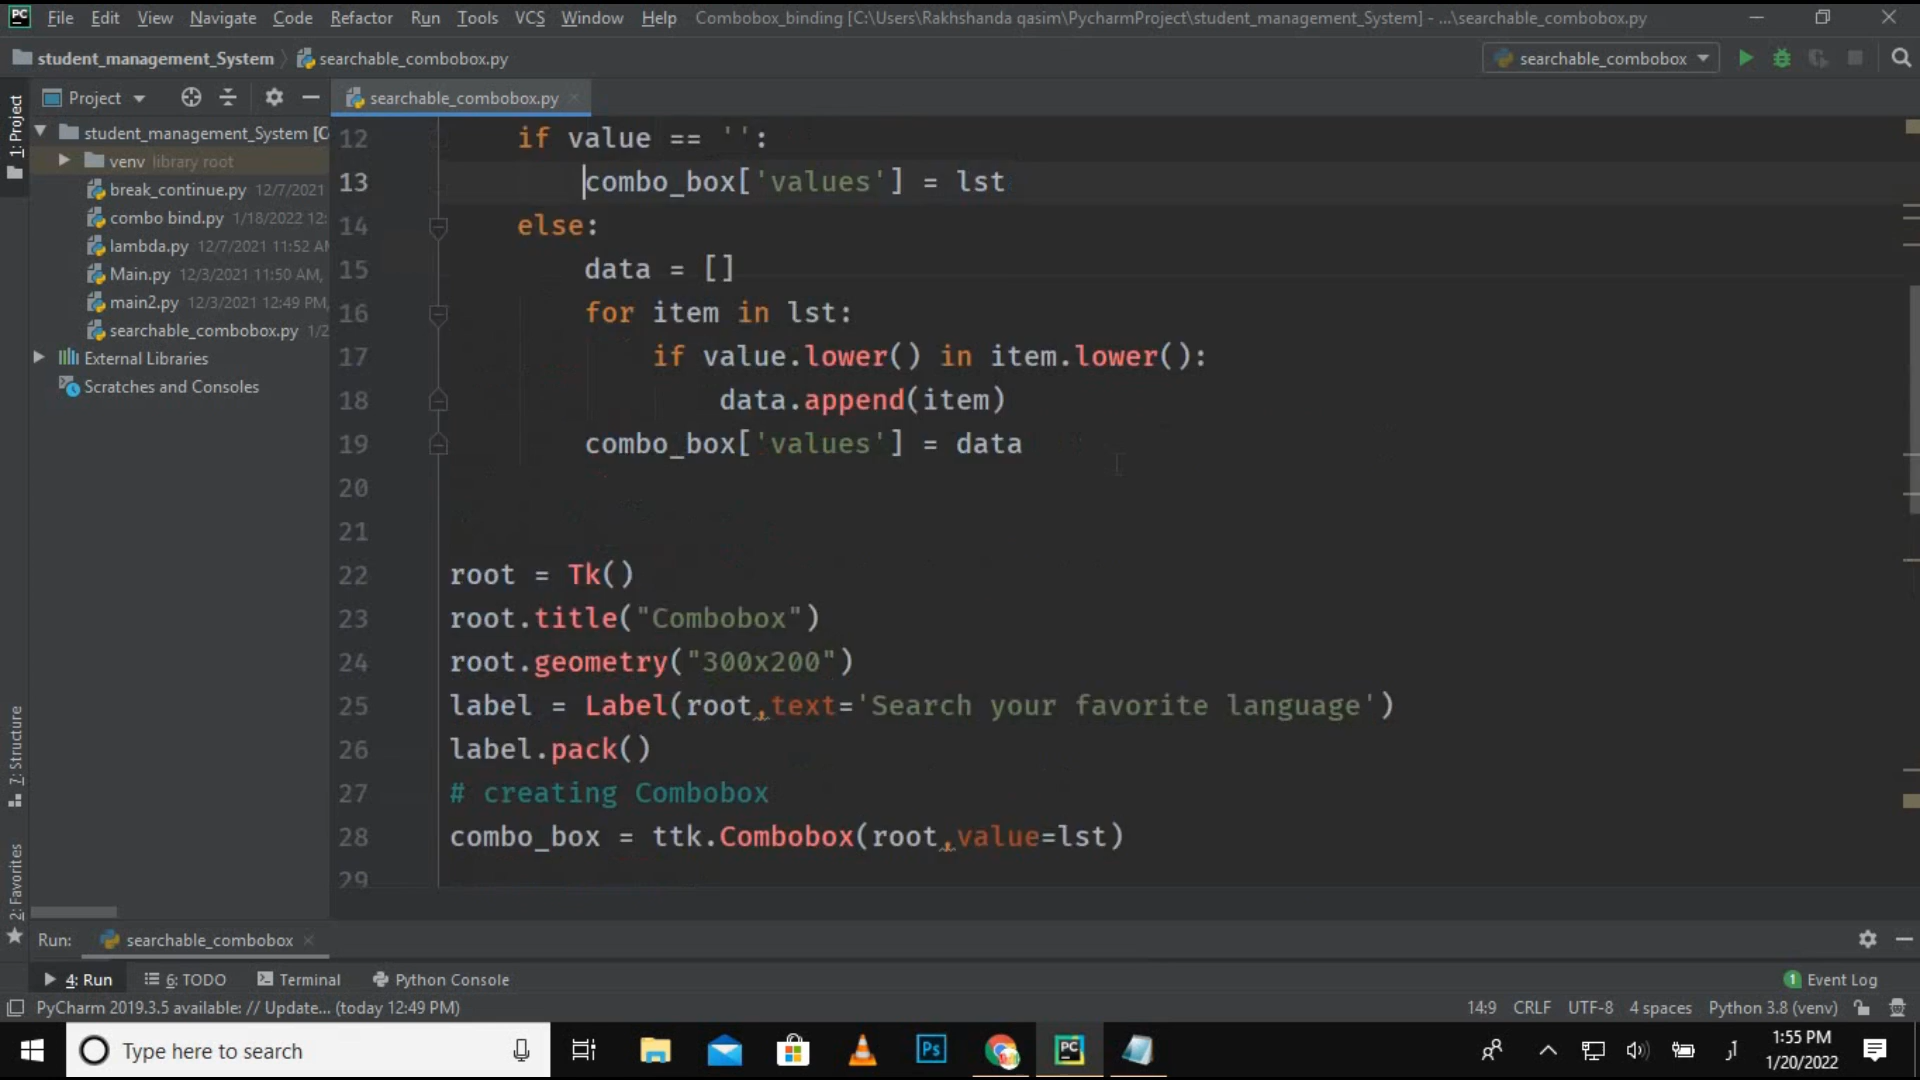 PC File Edit View Navigate Code Refactor Run Tools VCS Window Help Combobox_binding [C:\Users\Rakhshanda qasim\PycharmProject\student_management_System] - ...\searchable_combobox.py
student_management_System searchable_combobox.py searchable_combobox
Project searchable_combobox.py
1: Project
student_management_System [C
venv library root
break_continue.py 12/7/2021
combo bind.py 1/18/2022 12:
lambda.py 12/7/2021 11:52 AM
Main.py 12/3/2021 11:50 AM,
main2.py 12/3/2021 12:49 PM,
searchable_combobox.py 1/2
External Libraries
Scratches and Consoles
7: Structure
2: Favorites
12 if value == '':
13 combo_box['values'] = lst
14 else:
15 data = []
16 for item in lst:
17 if value.lower() in item.lower():
18 data.append(item)
19 combo_box['values'] = data
20
21
22 root = Tk()
23 root.title("Combobox")
24 root.geometry("300x200")
25 label = Label(root,text='Search your favorite language')
26 label.pack()
27 # creating Combobox
28 combo_box = ttk.Combobox(root,value=lst)
29
Run: searchable_combobox
4: Run 6: TODO Terminal Python Console 1 Event Log
PyCharm 2019.3.5 available: // Update... (today 12:49 PM) 14:9 CRLF UTF-8 4 spaces Python 3.8 (venv)
Type here to search Ps PC 1:55 PM
1/20/2022